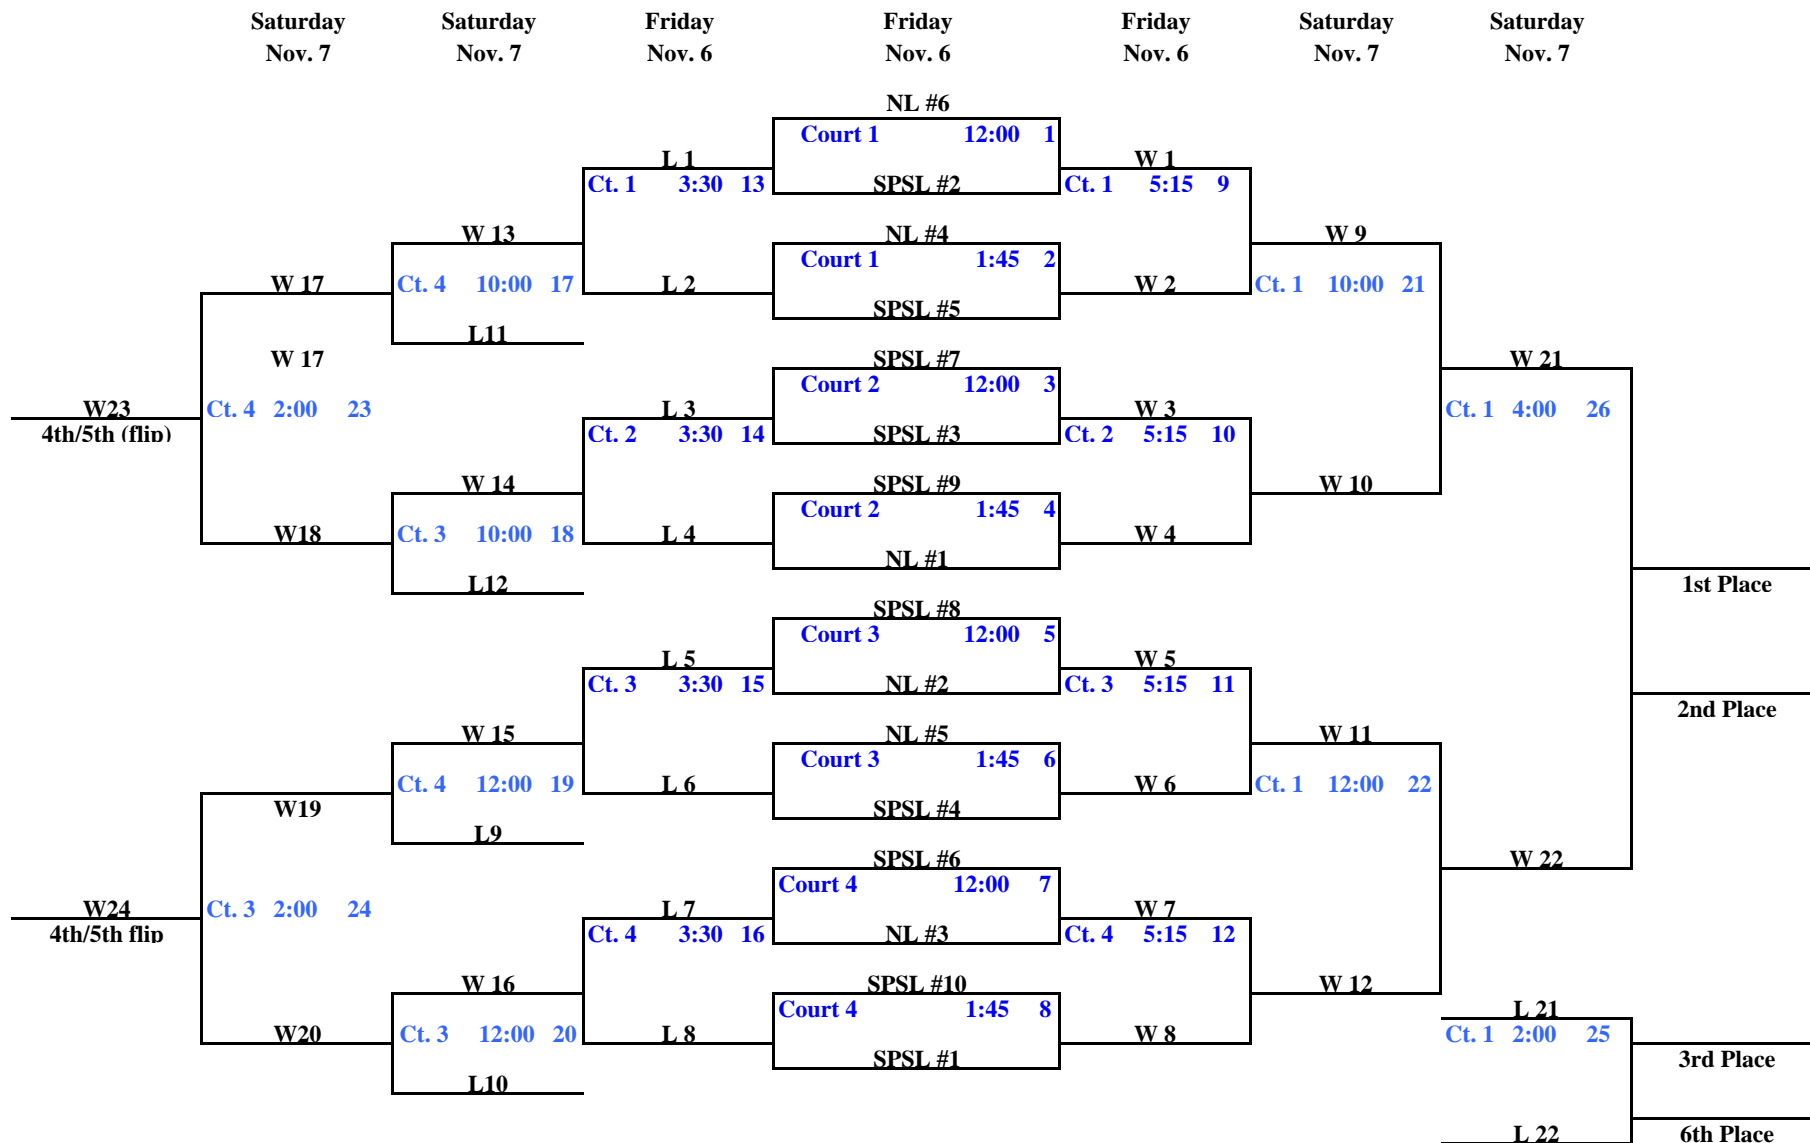 Saturday Saturday Friday Friday Friday Saturday Saturday
Nov. 7 Nov. 7 Nov. 6 Nov. 6 Nov. 6 Nov. 7 Nov. 7
NL #6
Court 1 12:00 1
L 1 W 1
Ct. 1 3:30 13 SPSL #2 Ct. 1 5:15 9
W 13 NL #4 W 9
Court 1 1:45 2
W 17 Ct. 4 10:00 17 L 2 W 2 Ct. 1 10:00 21
SPSL #5
L11
W 17 SPSL #7 W 21
Court 2 12:00 3
W23 Ct. 4 2:00 23 L 3 W 3 Ct. 1 4:00 26
4th/5th (flip) Ct. 2 3:30 14 SPSL #3 Ct. 2 5:15 10
W 14 SPSL #9 W 10
Court 2 1:45 4
W18 Ct. 3 10:00 18 L 4 W 4
NL #1
L12 1st Place
SPSL #8
Court 3 12:00 5
L 5 W 5
Ct. 3 3:30 15 NL #2 Ct. 3 5:15 11
2nd Place
W 15 NL #5 W 11
Court 3 1:45 6
Ct. 4 12:00 19 L 6 W 6 Ct. 1 12:00 22
W19 SPSL #4
L9
SPSL #6 W 22
Court 4 12:00 7
W24 Ct. 3 2:00 24 L 7 W 7
4th/5th flip Ct. 4 3:30 16 NL #3 Ct. 4 5:15 12
W 16 SPSL #10 W 12
Court 4 1:45 8 L 21
W20 Ct. 3 12:00 20 L 8 W 8 Ct. 1 2:00 25
SPSL #1 3rd Place
L10
L 22 6th Place